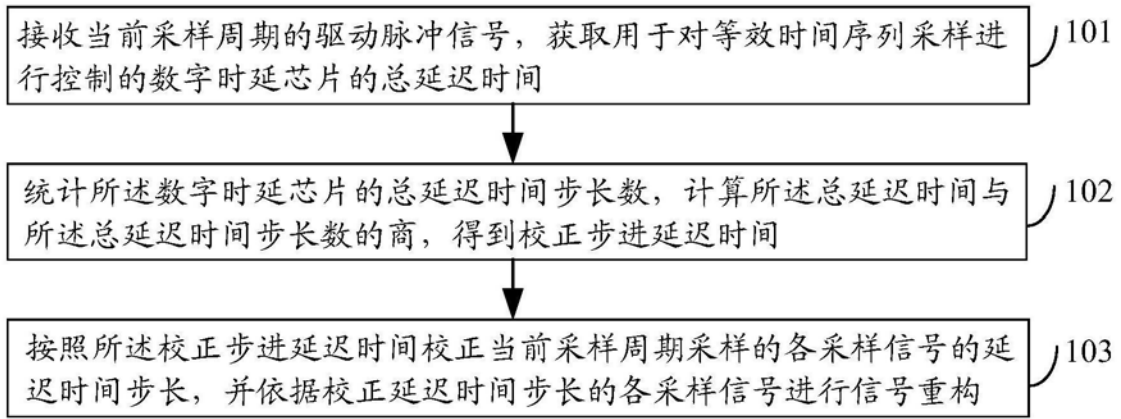 接收当前采样周期的驱动脉冲信号，获取用于对等效时间序列采样进
行控制的数字时延芯片的总延迟时间
101
统计所述数字时延芯片的总延迟时间步长数，计算所述总延迟时间与
所述总延迟时间步长数的商，得到校正步进延迟时间
102
按照所述校正步进延迟时间校正当前采样周期采样的各采样信号的延
迟时间步长，并依据校正延迟时间步长的各采样信号进行信号重构
103